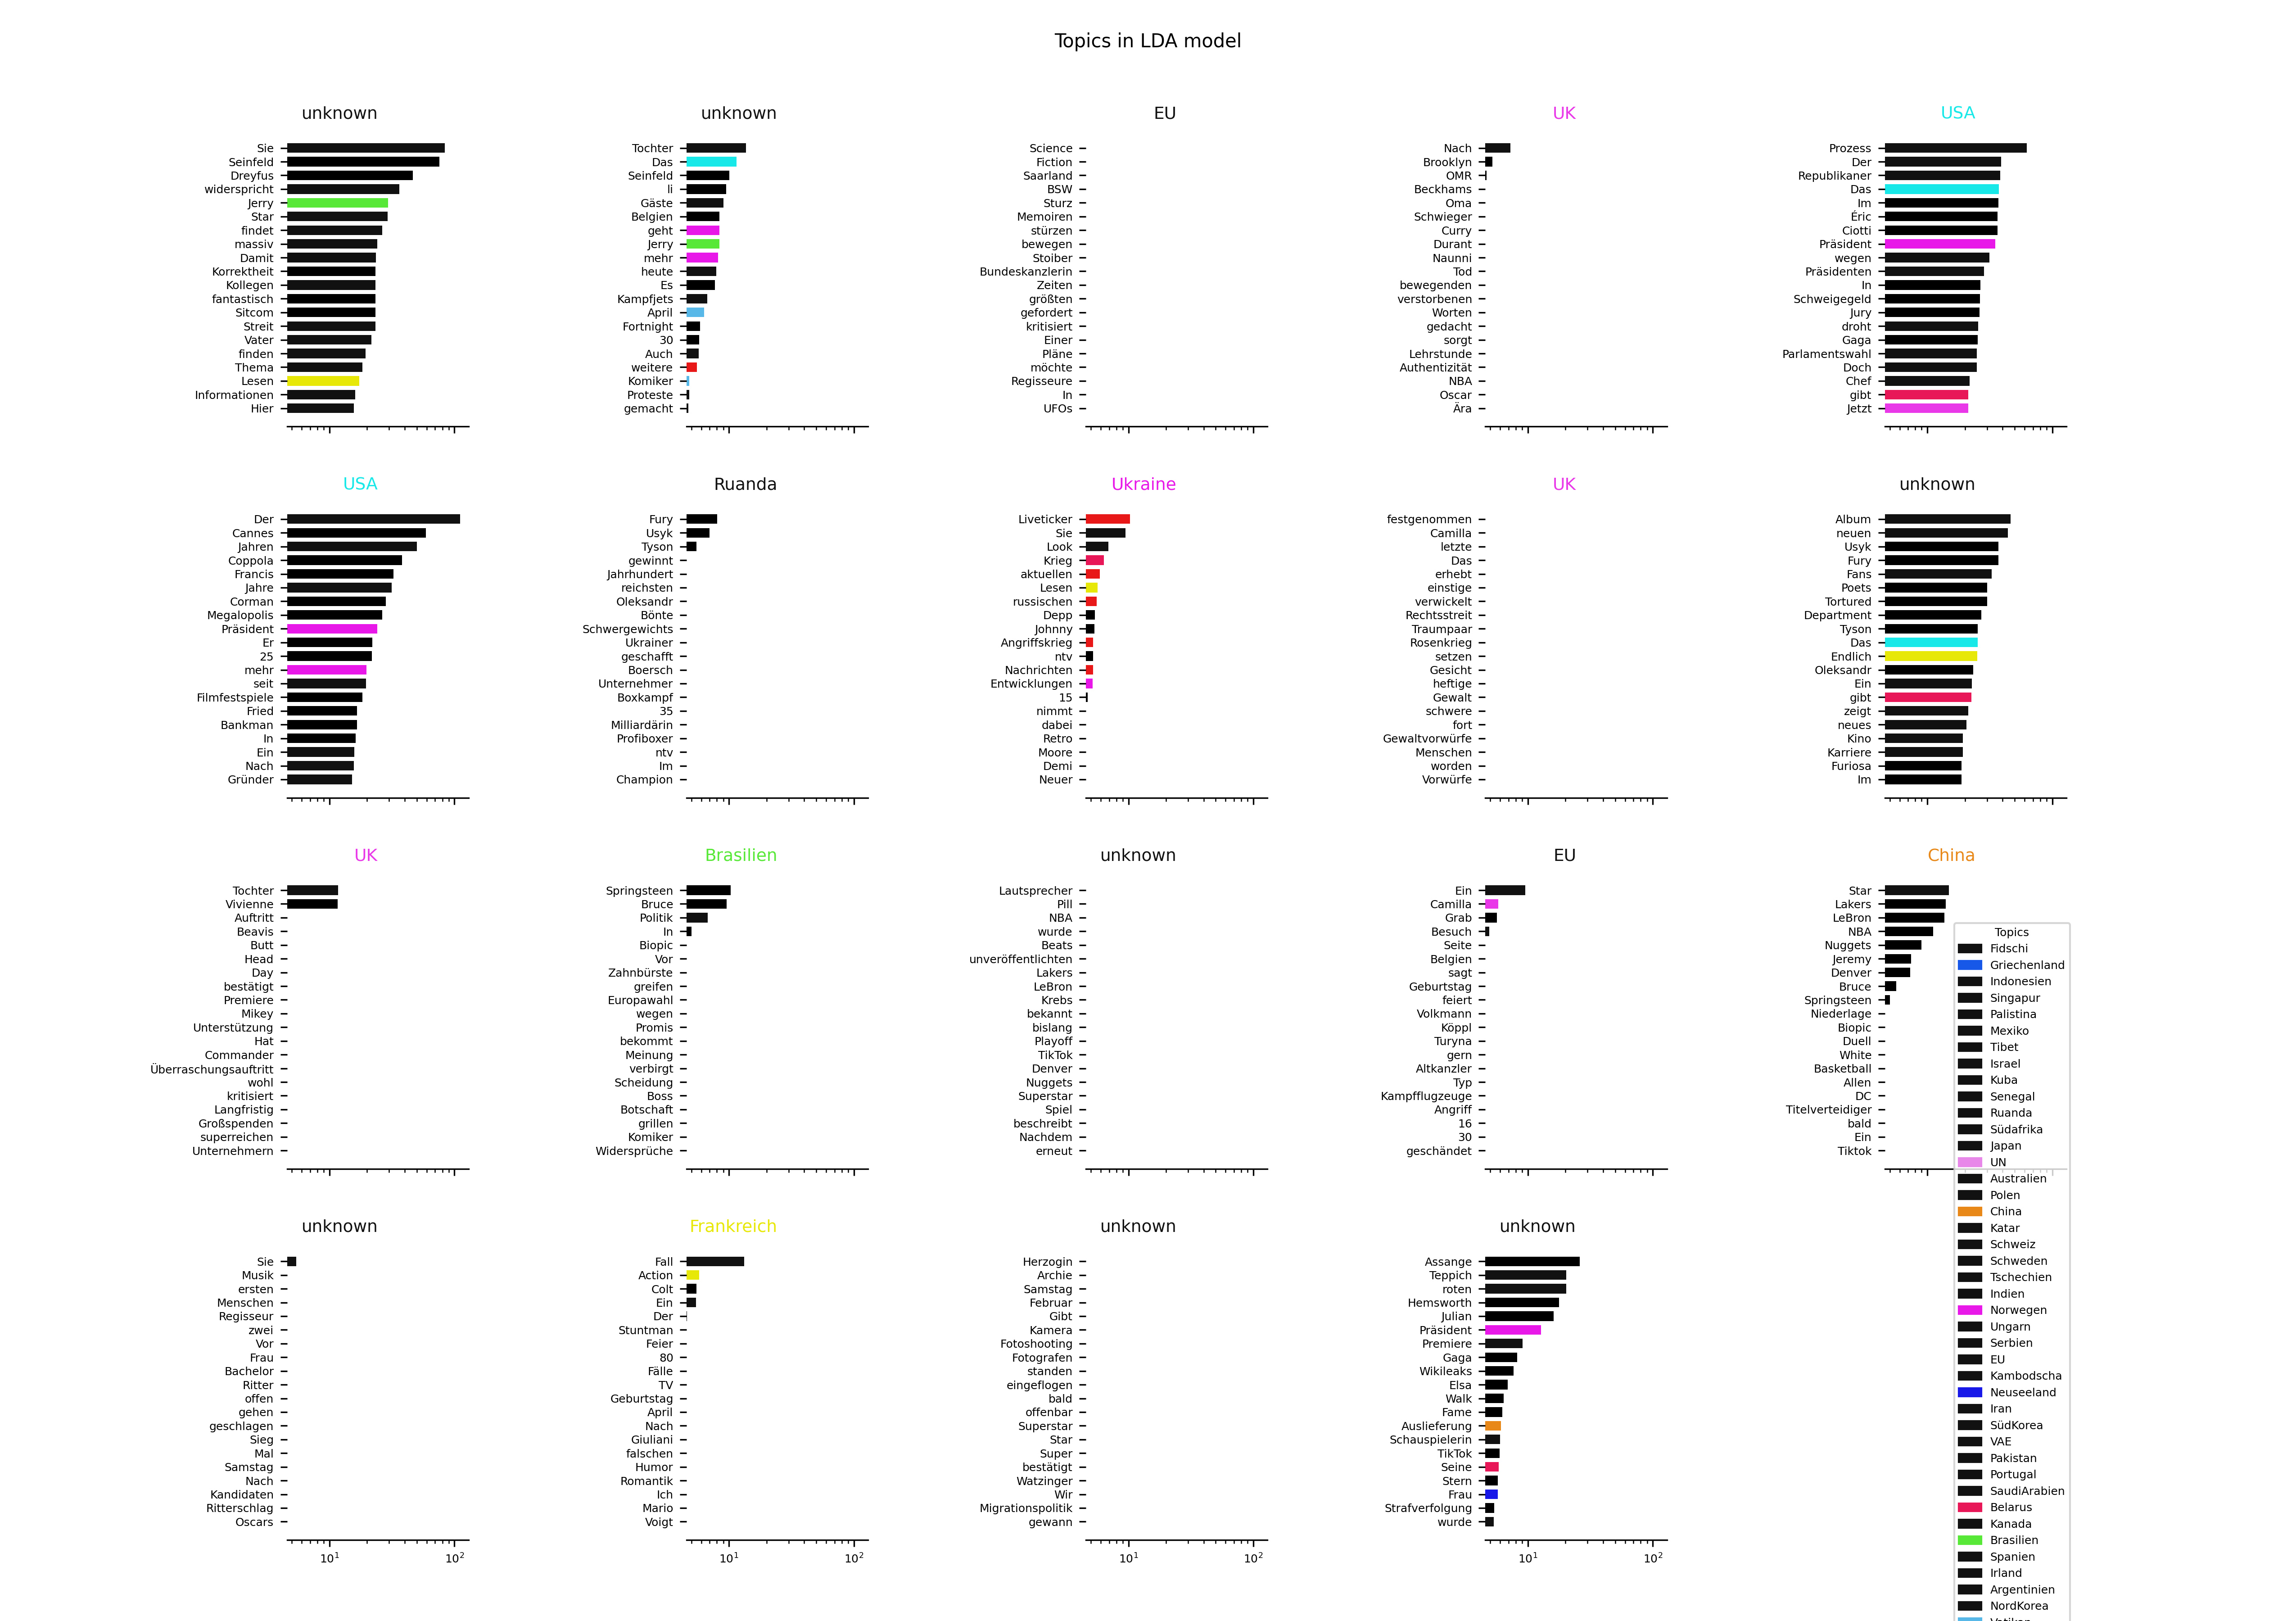 Topics in LDA model
unknown
Sie
Seinfeld
Dreyfus
widerspricht
Jerry
Star
findet
massiv
Damit
Korrektheit
Kollegen
fantastisch
Sitcom
Streit
Vater
finden
Thema
Lesen
Informationen
Hier
unknown
Tochter
Das
Seinfeld
li
Gäste
Belgien
geht
Jerry
mehr
heute
Es
Kampfjets
April
Fortnight
30
Auch
weitere
Komiker
Proteste
gemacht
EU
Science
Fiction
Saarland
BSW
Sturz
Memoiren
stürzen
bewegen
Stoiber
Bundeskanzlerin
Zeiten
größten
gefordert
kritisiert
Einer
Pläne
möchte
Regisseure
In
UFOs
UK
Nach
Brooklyn
OMR
Beckhams
Oma
Schwieger
Curry
Durant
Naunni
Tod
bewegenden
verstorbenen
Worten
gedacht
sorgt
Lehrstunde
Authentizität
NBA
Oscar
Ära
USA
Prozess
Der
Republikaner
Das
Im
Éric
Ciotti
Präsident
wegen
Präsidenten
In
Schweigegeld
Jury
droht
Gaga
Parlamentswahl
Doch
Chef
gibt
Jetzt
USA
Der
Cannes
Jahren
Coppola
Francis
Jahre
Corman
Megalopolis
Präsident
Er
25
mehr
seit
Filmfestspiele
Fried
Bankman
In
Ein
Nach
Gründer
Ruanda
Fury
Usyk
Tyson
gewinnt
Jahrhundert
reichsten
Oleksandr
Bönte
Schwergewichts
Ukrainer
geschafft
Boersch
Unternehmer
Boxkampf
35
Milliardärin
Profiboxer
ntv
Im
Champion
Ukraine
Liveticker
Sie
Look
Krieg
aktuellen
Lesen
russischen
Depp
Johnny
Angriffskrieg
ntv
Nachrichten
Entwicklungen
15
nimmt
dabei
Retro
Moore
Demi
Neuer
UK
festgenommen
Camilla
letzte
Das
erhebt
einstige
verwickelt
Rechtsstreit
Traumpaar
Rosenkrieg
setzen
Gesicht
heftige
Gewalt
schwere
fort
Gewaltvorwürfe
Menschen
worden
Vorwürfe
unknown
Album
neuen
Usyk
Fury
Fans
Poets
Tortured
Department
Tyson
Das
Endlich
Oleksandr
Ein
gibt
zeigt
neues
Kino
Karriere
Furiosa
Im
UK
Tochter
Vivienne
Auftritt
Beavis
Butt
Head
Day
bestätigt
Premiere
Mikey
Unterstützung
Hat
Commander
Überraschungsauftritt
wohl
kritisiert
Langfristig
Großspenden
superreichen
Unternehmern
Brasilien
Springsteen
Bruce
Politik
In
Biopic
Vor
Zahnbürste
greifen
Europawahl
wegen
Promis
bekommt
Meinung
verbirgt
Scheidung
Boss
Botschaft
grillen
Komiker
Widersprüche
unknown
Lautsprecher
Pill
NBA
wurde
Beats
unveröffentlichten
Lakers
LeBron
Krebs
bekannt
bislang
Playoff
TikTok
Denver
Nuggets
Superstar
Spiel
beschreibt
Nachdem
erneut
EU
Ein
Camilla
Grab
Besuch
Seite
Belgien
sagt
Geburtstag
feiert
Volkmann
Köppl
Turyna
gern
Altkanzler
Typ
Kampfflugzeuge
Angriff
16
30
geschändet
China
Star
Lakers
LeBron
NBA
Nuggets
Jeremy
Denver
Bruce
Springsteen
Niederlage
Biopic
Duell
White
Basketball
Allen
DC
Titelverteidiger
bald
Ein
Tiktok
unknown
Sie
Musik
ersten
Menschen
Regisseur
zwei
Vor
Frau
Bachelor
Ritter
offen
gehen
geschlagen
Sieg
Mal
Samstag
Nach
Kandidaten
Ritterschlag
Oscars
10¹ 10²
Frankreich
Fall
Action
Colt
Ein
Der
Stuntman
Feier
80
Fälle
TV
Geburtstag
April
Nach
Giuliani
falschen
Humor
Romantik
Ich
Mario
Voigt
10¹ 10²
unknown
Herzogin
Archie
Samstag
Februar
Gibt
Kamera
Fotoshooting
Fotografen
standen
eingeflogen
bald
offenbar
Superstar
Star
Super
bestätigt
Watzinger
Wir
Migrationspolitik
gewann
10¹ 10²
unknown
Assange
Teppich
roten
Hemsworth
Julian
Präsident
Premiere
Gaga
Wikileaks
Elsa
Walk
Fame
Auslieferung
Schauspielerin
TikTok
Seine
Stern
Frau
Strafverfolgung
wurde
10¹ 10²
Topics
Fidschi
Griechenland
Indonesien
Singapur
Palistina
Mexiko
Tibet
Israel
Kuba
Senegal
Ruanda
Südafrika
Japan
UN
Australien
Polen
China
Katar
Schweiz
Schweden
Tschechien
Indien
Norwegen
Ungarn
Serbien
EU
Kambodscha
Neuseeland
Iran
SüdKorea
VAE
Pakistan
Portugal
SaudiArabien
Belarus
Kanada
Brasilien
Spanien
Irland
Argentinien
NordKorea